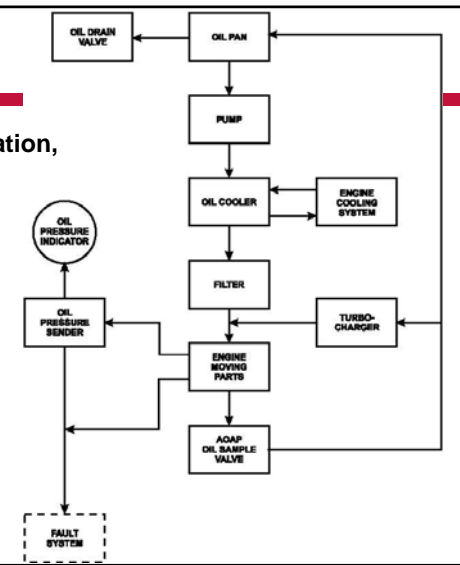 OIL DRAIN
VALVE
OIL PAN
PUMP
ation,
OIL COOLER
ENGINE
COOLING
SYSTEM
OIL
PRESSURE
INDICATOR
FILTER
OIL
PRESSURE
SENDER
TURBO-
CHARGER
ENGINE
MOVING
PARTS
AOAP
OIL SAMPLE
VALVE
FAULT
SYSTEM